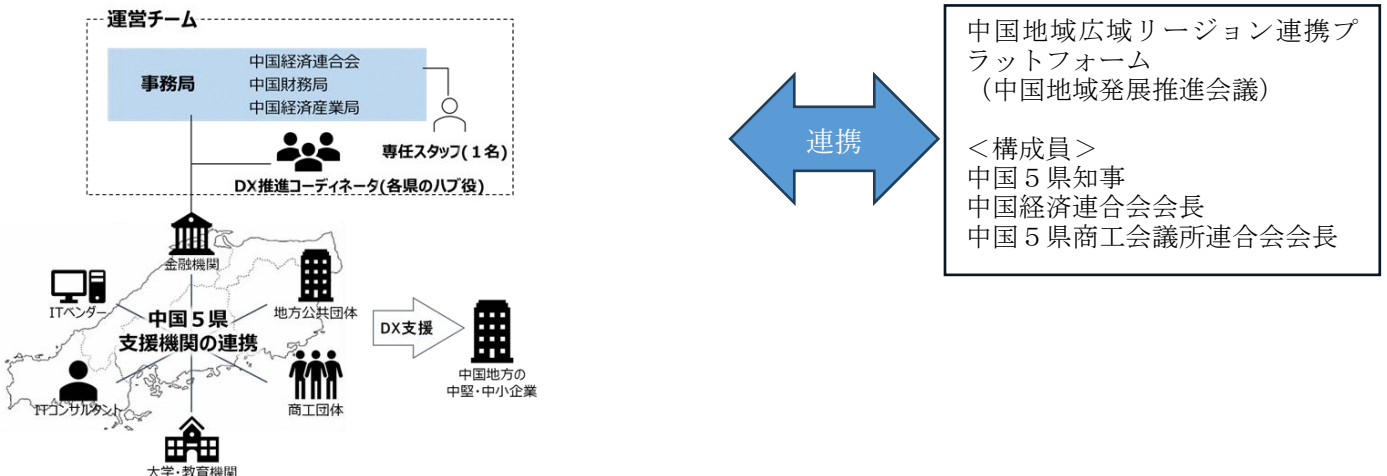 運営チーム
事務局
中国経済連合会
中国財務局
中国経済産業局
専任スタッフ(1名)
DX推進コーディネータ(各県のハブ役)
金融機関
ITベンダー
地方公共団体
中国5県
支援機関の連携
ITコンサルタント
商工団体
大学・教育機関
DX支援
中国地方の
中堅・中小企業
連携
中国地域広域リージョン連携プ
ラットフォーム
（中国地域発展推進会議）
＜構成員＞
中国５県知事
中国経済連合会会長
中国５県商工会議所連合会会長